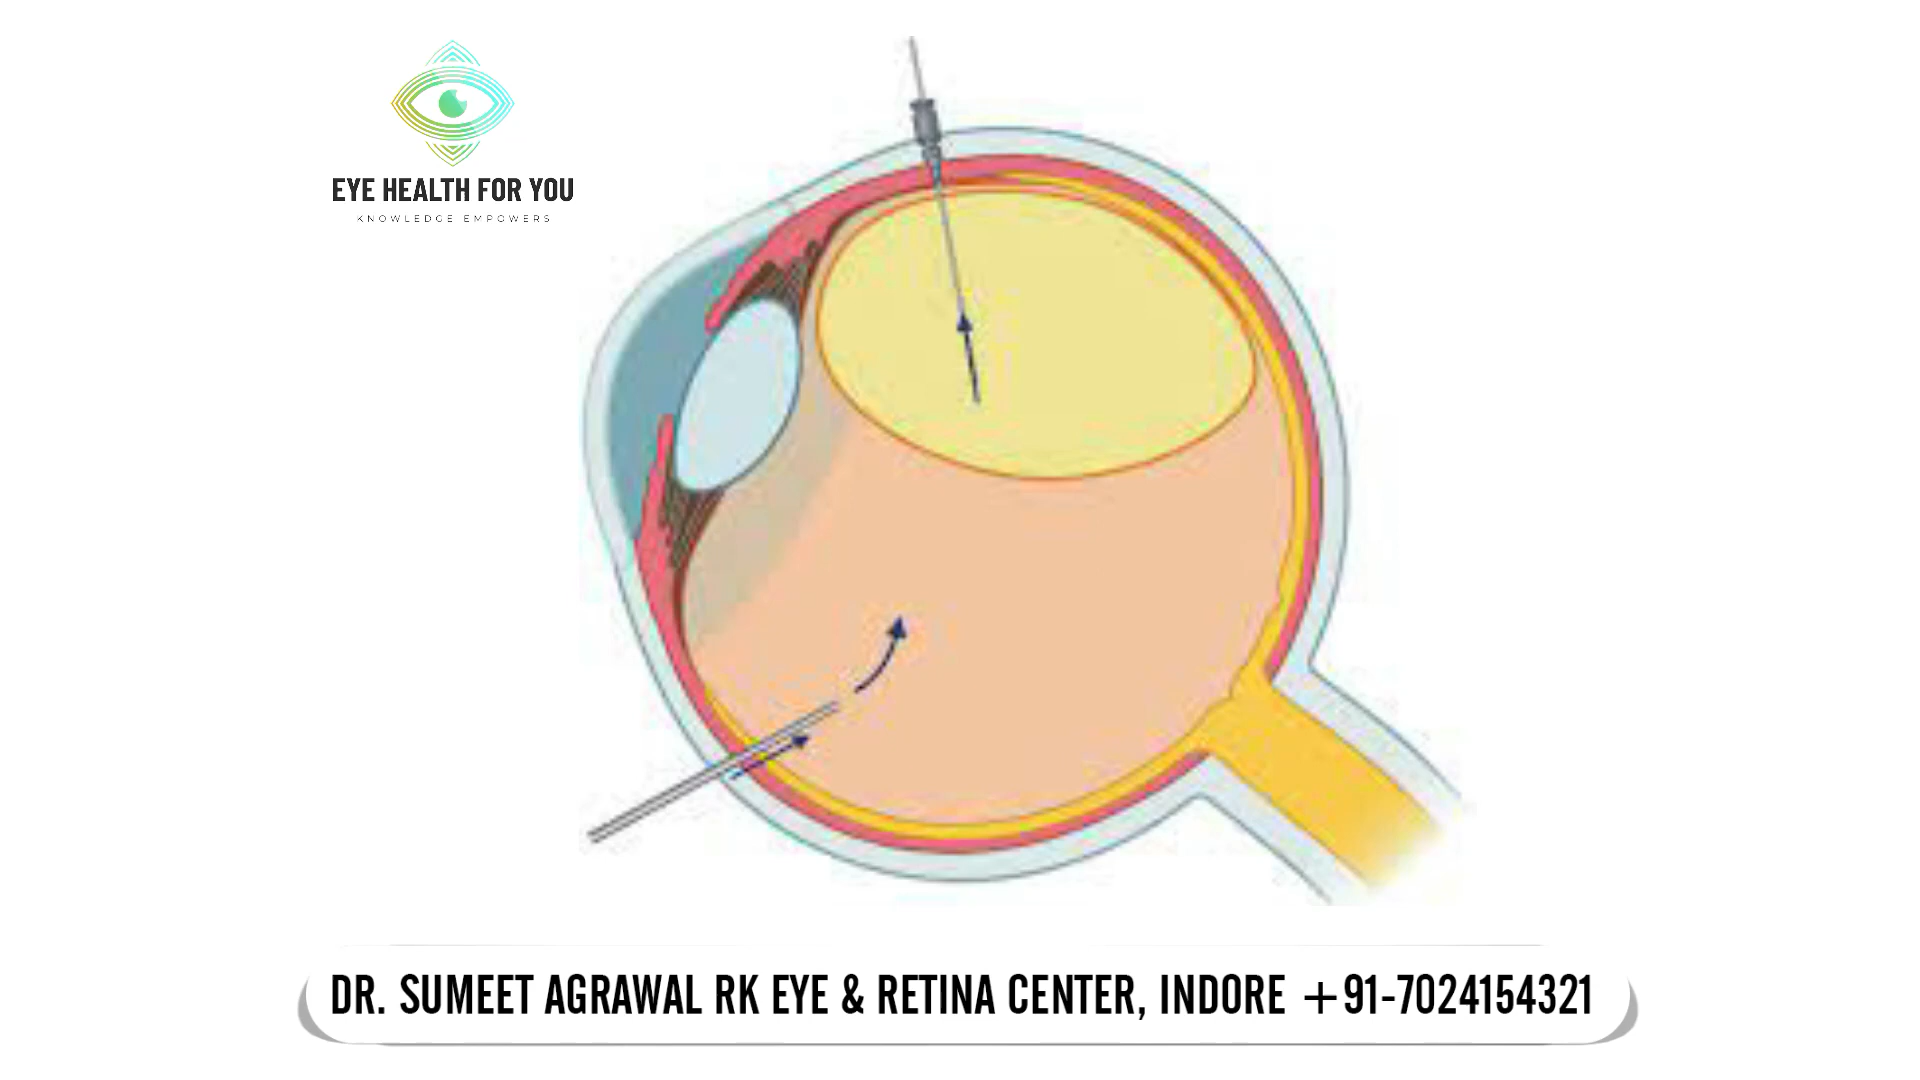 EYE HEALTH FOR YOU
KNOWLEDGE EMPOWERS
DR. SUMEET AGRAWAL RK EYE & RETINA CENTER, INDORE +91-7024154321